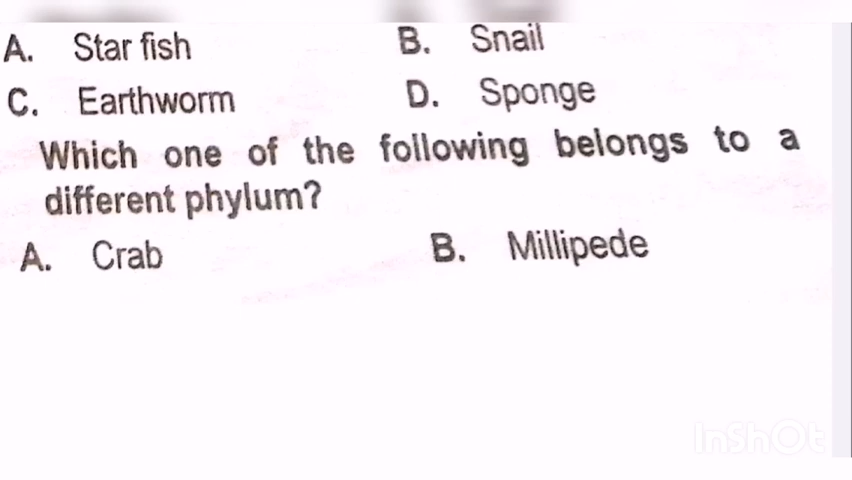 A. Star fish B. Snail
C. Earthworm D. Sponge
Which one of the following belongs to a
different phylum?
A. Crab B. Millipede
InShOt